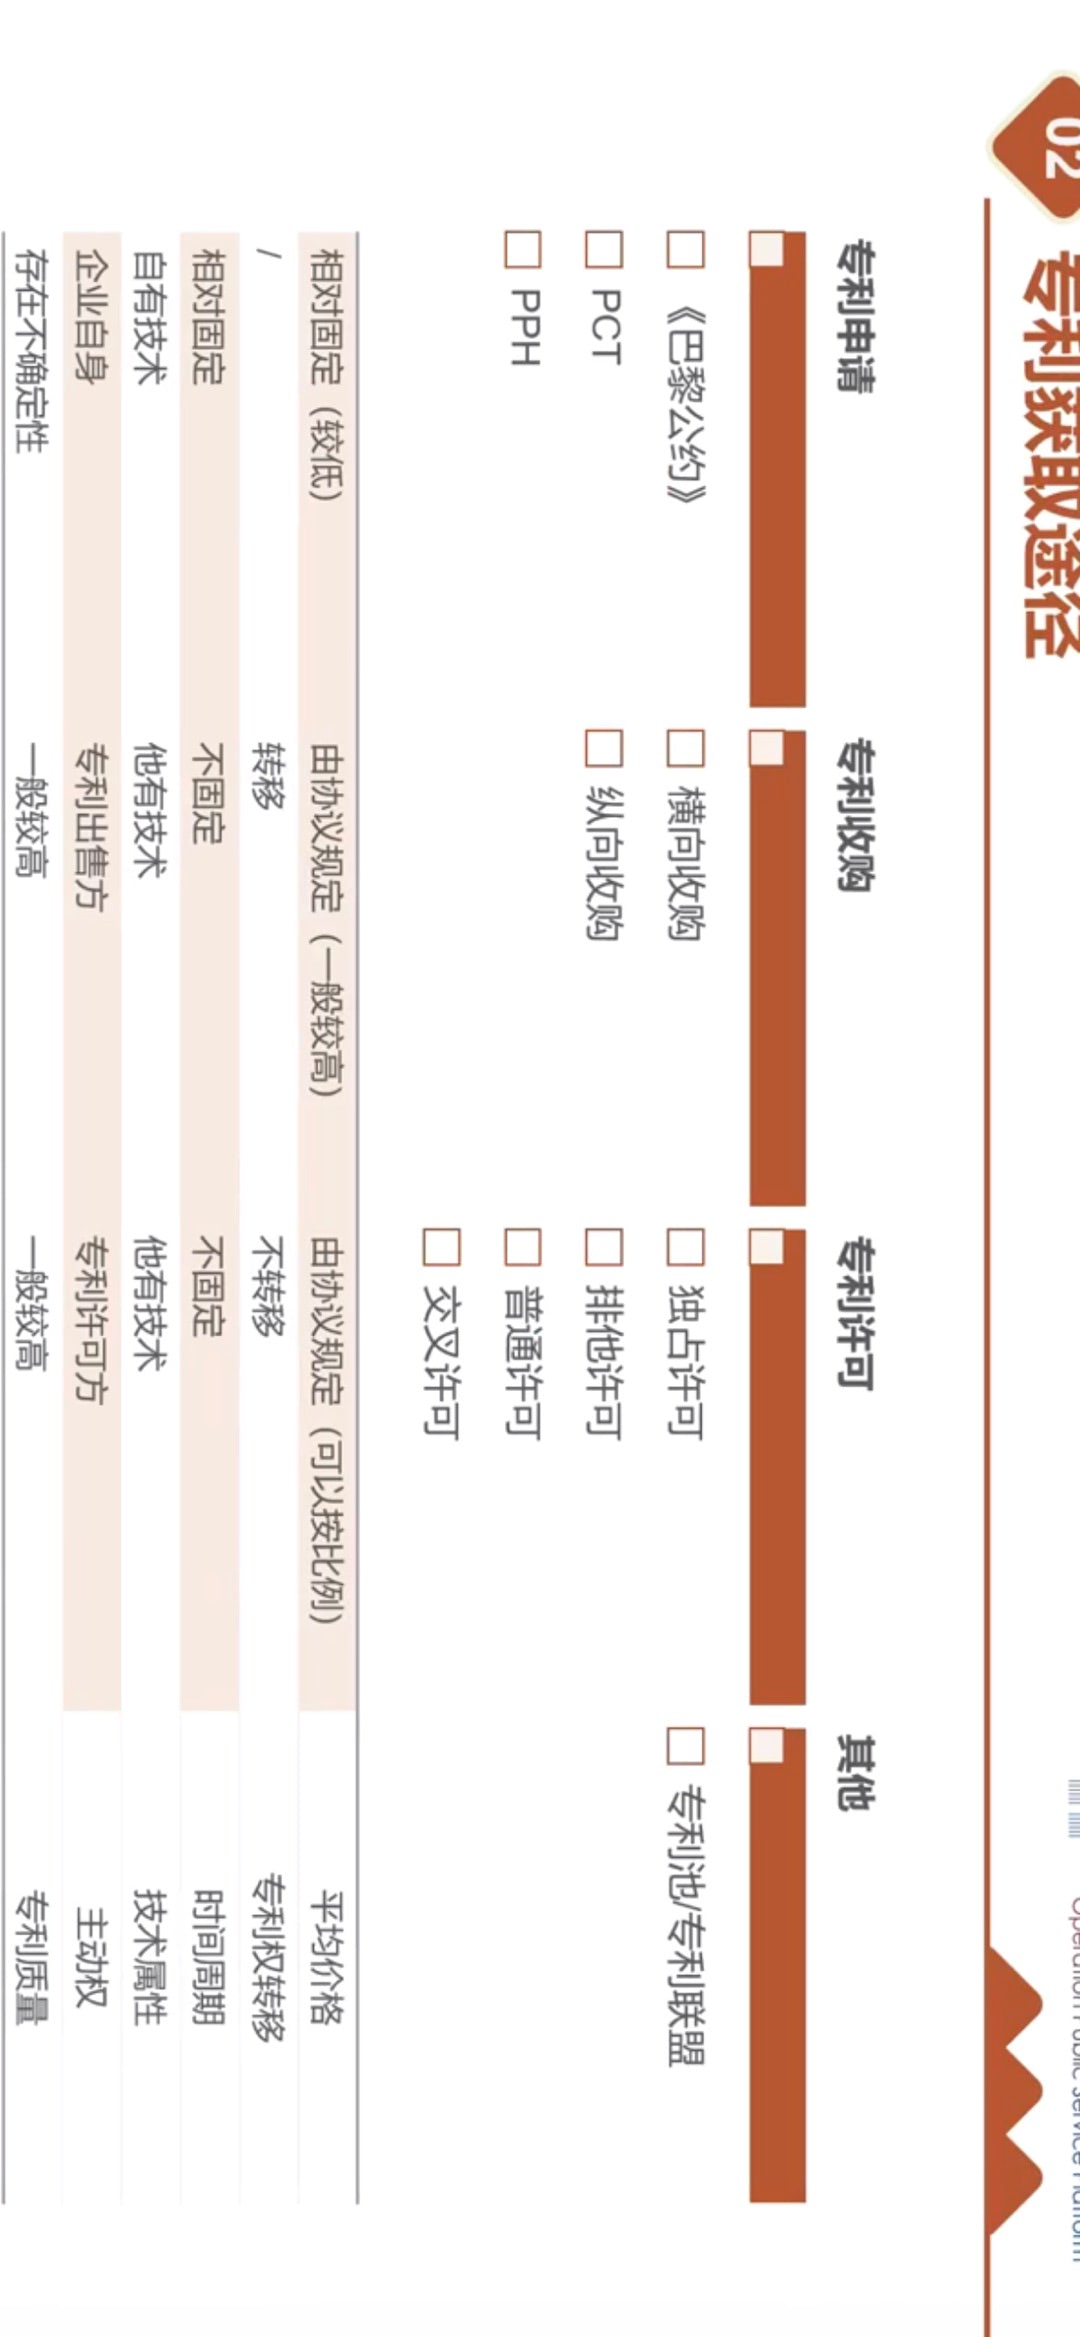 02
专利获取途径
Operation Public Service Platform
专利申请
《巴黎公约》
PCT
PPH
专利收购
横向收购
纵向收购
专利许可
独占许可
排他许可
普通许可
交叉许可
其他
专利池/专利联盟
相对固定（较低） 由协议规定（一般较高） 由协议规定（可以按比例） 平均价格
/ 转移 不转移 专利权转移
相对固定 不固定 不固定 时间周期
自有技术 他有技术 他有技术 技术属性
企业自身 专利出售方 专利许可方 主动权
存在不确定性 一般较高 一般较高 专利质量